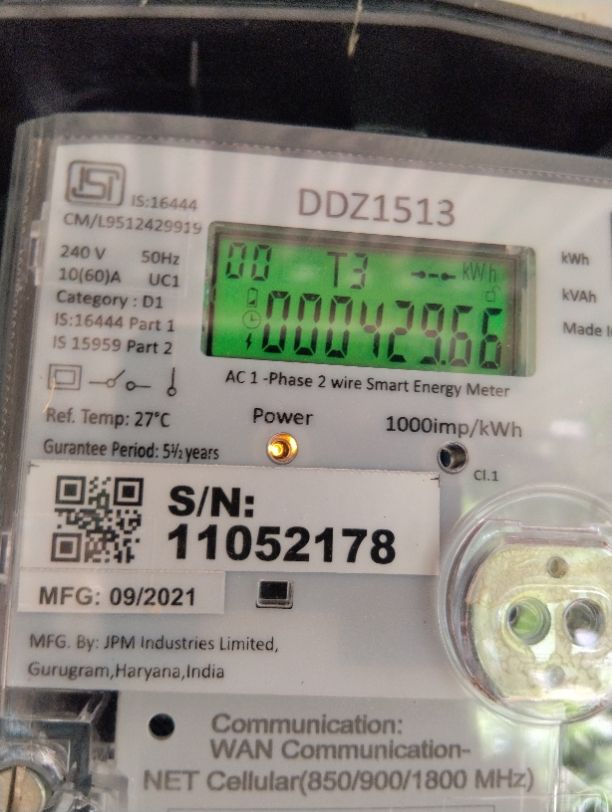 ISI
IS:16444
CM/L9512429919
DDZ1513
240 V 50Hz
10(60)A UC1
Category : D1
IS:16444 Part 1
IS 15959 Part 2
00 T3 kWh
000429.66
kWh
kVAh
Made
AC 1 -Phase 2 wire Smart Energy Meter
Ref. Temp: 27°C
Gurantee Period: 5½ years
Power
1000imp/kWh
Cl.1
S/N:
11052178
MFG: 09/2021
MFG. By: JPM Industries Limited,
Gurugram,Haryana,India
Communication:
WAN Communication-
NET Cellular(850/900/1800 MHz)